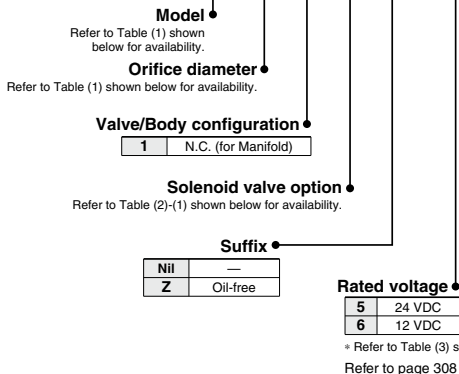 Model
Refer to Table (1) shown
below for availability.
Orifice diameter
Refer to Table (1) shown below for availability.
Valve/Body configuration
1 N.C. (for Manifold)
Solenoid valve option
Refer to Table (2)-(1) shown below for availability.
Suffix
Nil —
Z Oil-free
Rated voltage
5 24 VDC
6 12 VDC
* Refer to Table (3) s
Refer to page 308